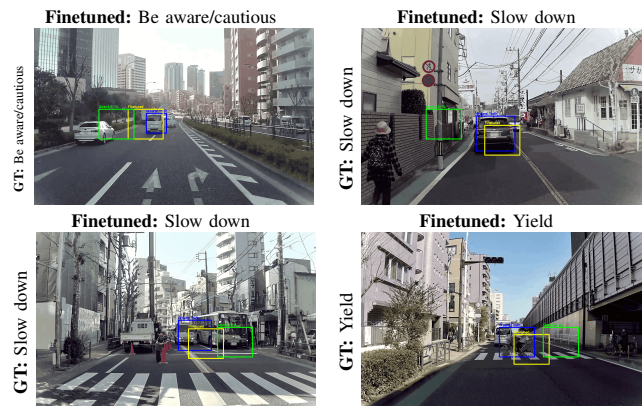 Finetuned: Be aware/cautious
Finetuned: Slow down
GT: Be aware/cautious
GT: Slow down
Finetuned: Slow down
Finetuned: Yield
GT: Slow down
GT: Yield